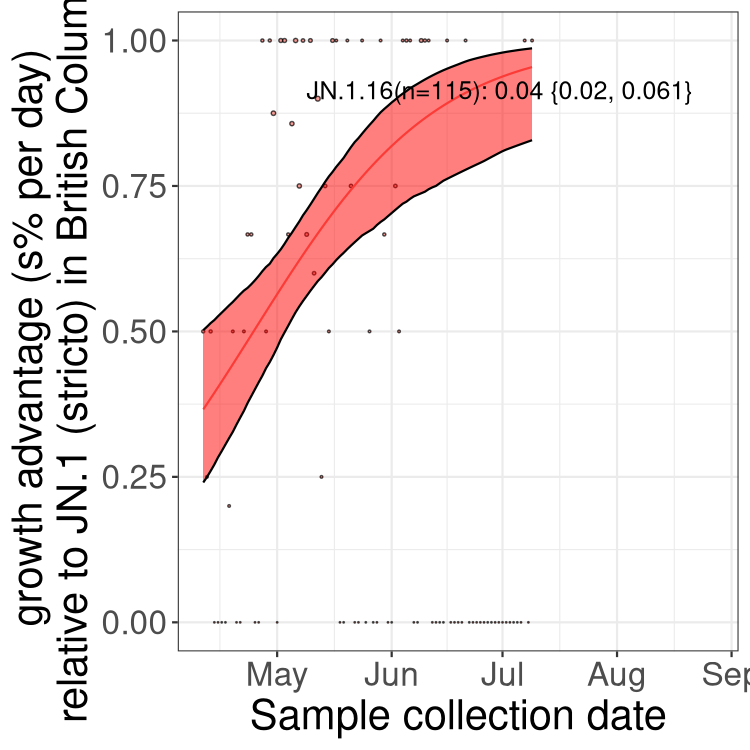 growth advantage (s% per day)
relative to JN.1 (stricto) in British Colum
1.00
0.75
0.50
0.25
0.00
JN.1.16(n=115): 0.04 {0.02, 0.061}
May Jun Jul Aug Sep
Sample collection date